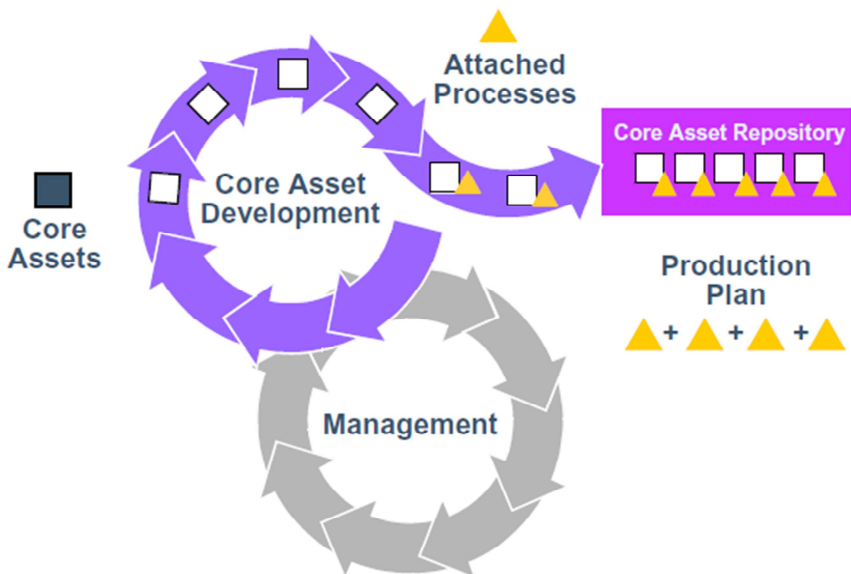 Attached
Processes
Core Asset Repository
Core Asset
Development
Core
Assets
Production
Plan
+ + +
Management